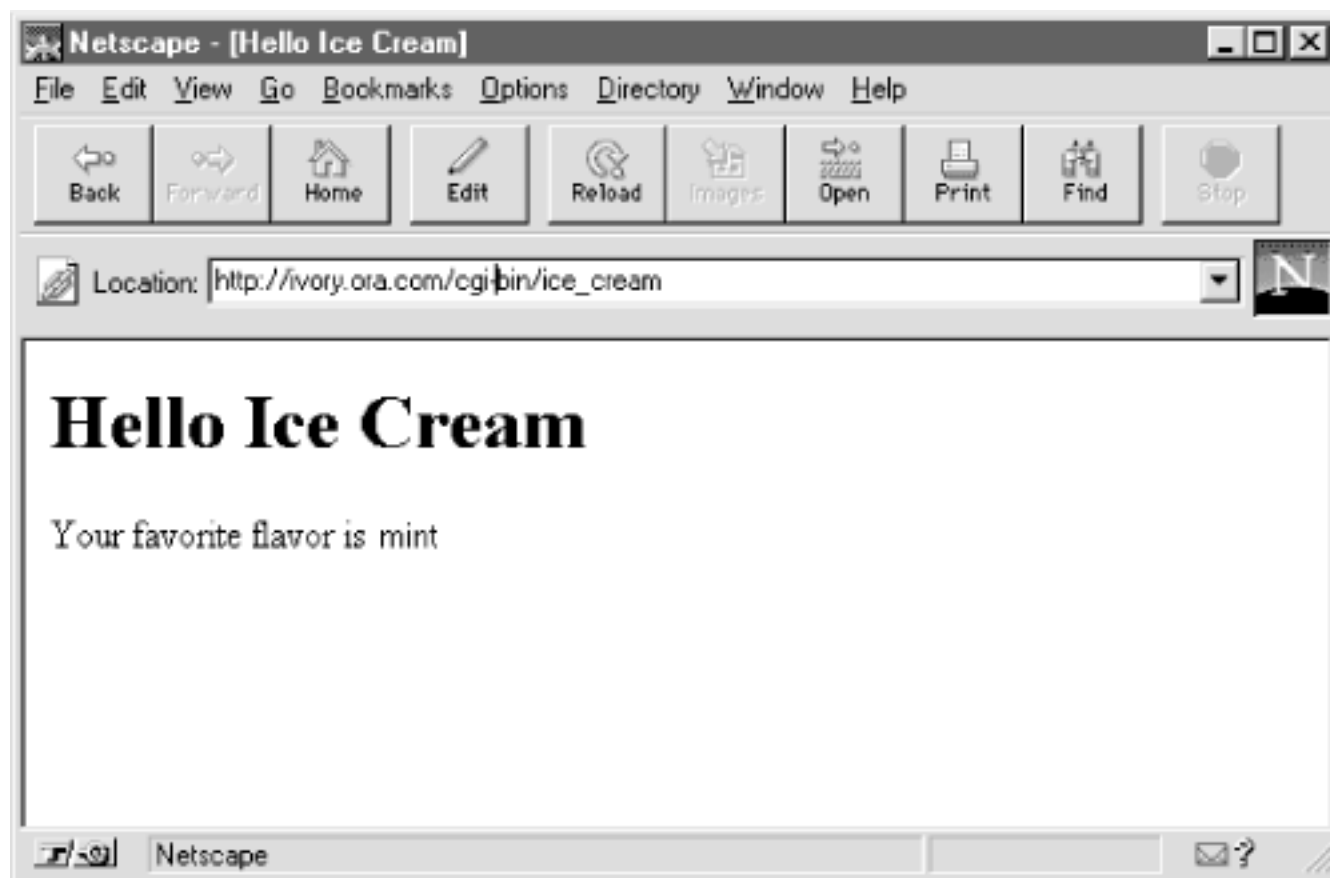 Netscape - [Hello Ice Cream]
File Edit View Go Bookmarks Options Directory Window Help
Back Forward Home Edit Reload Images Open Print Find Stop
Location: http://ivory.ora.com/cgi-bin/ice_cream
N
Hello Ice Cream
Your favorite flavor is mint
Netscape
?